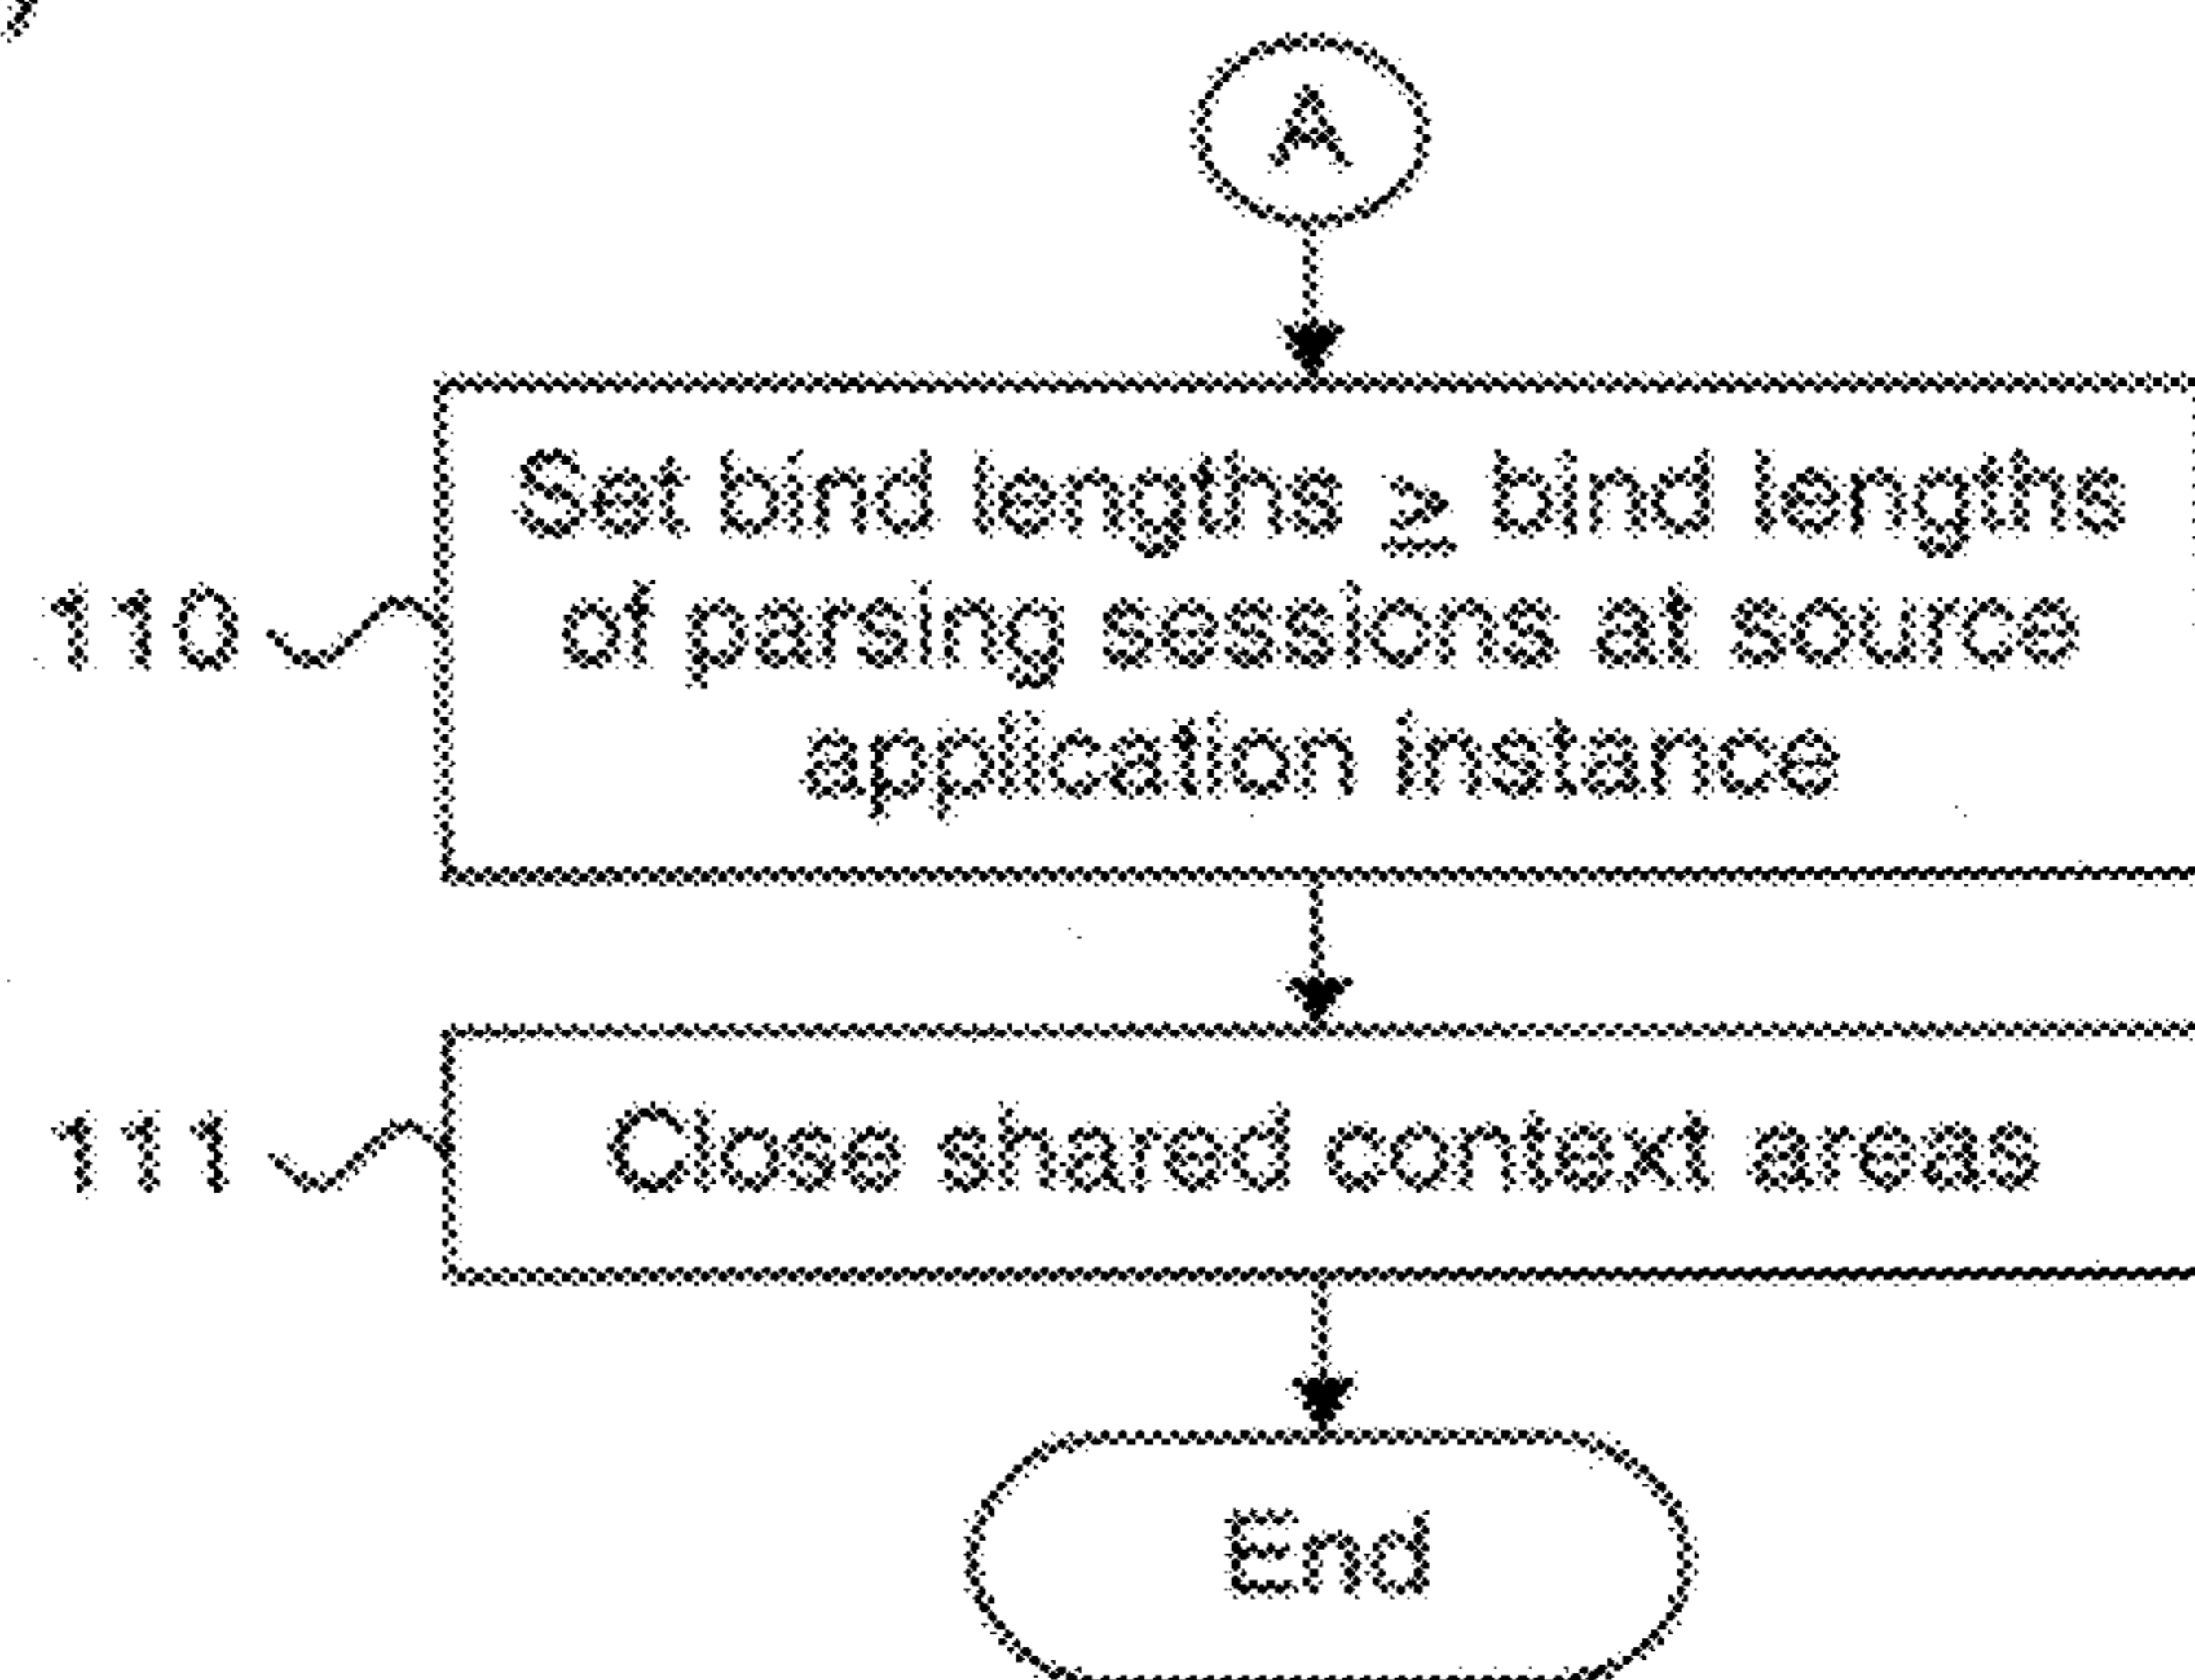 A
Set bind lengths ≥ bind lengths
of parsing sessions at source
application instance
110
Close shared context areas
111
End